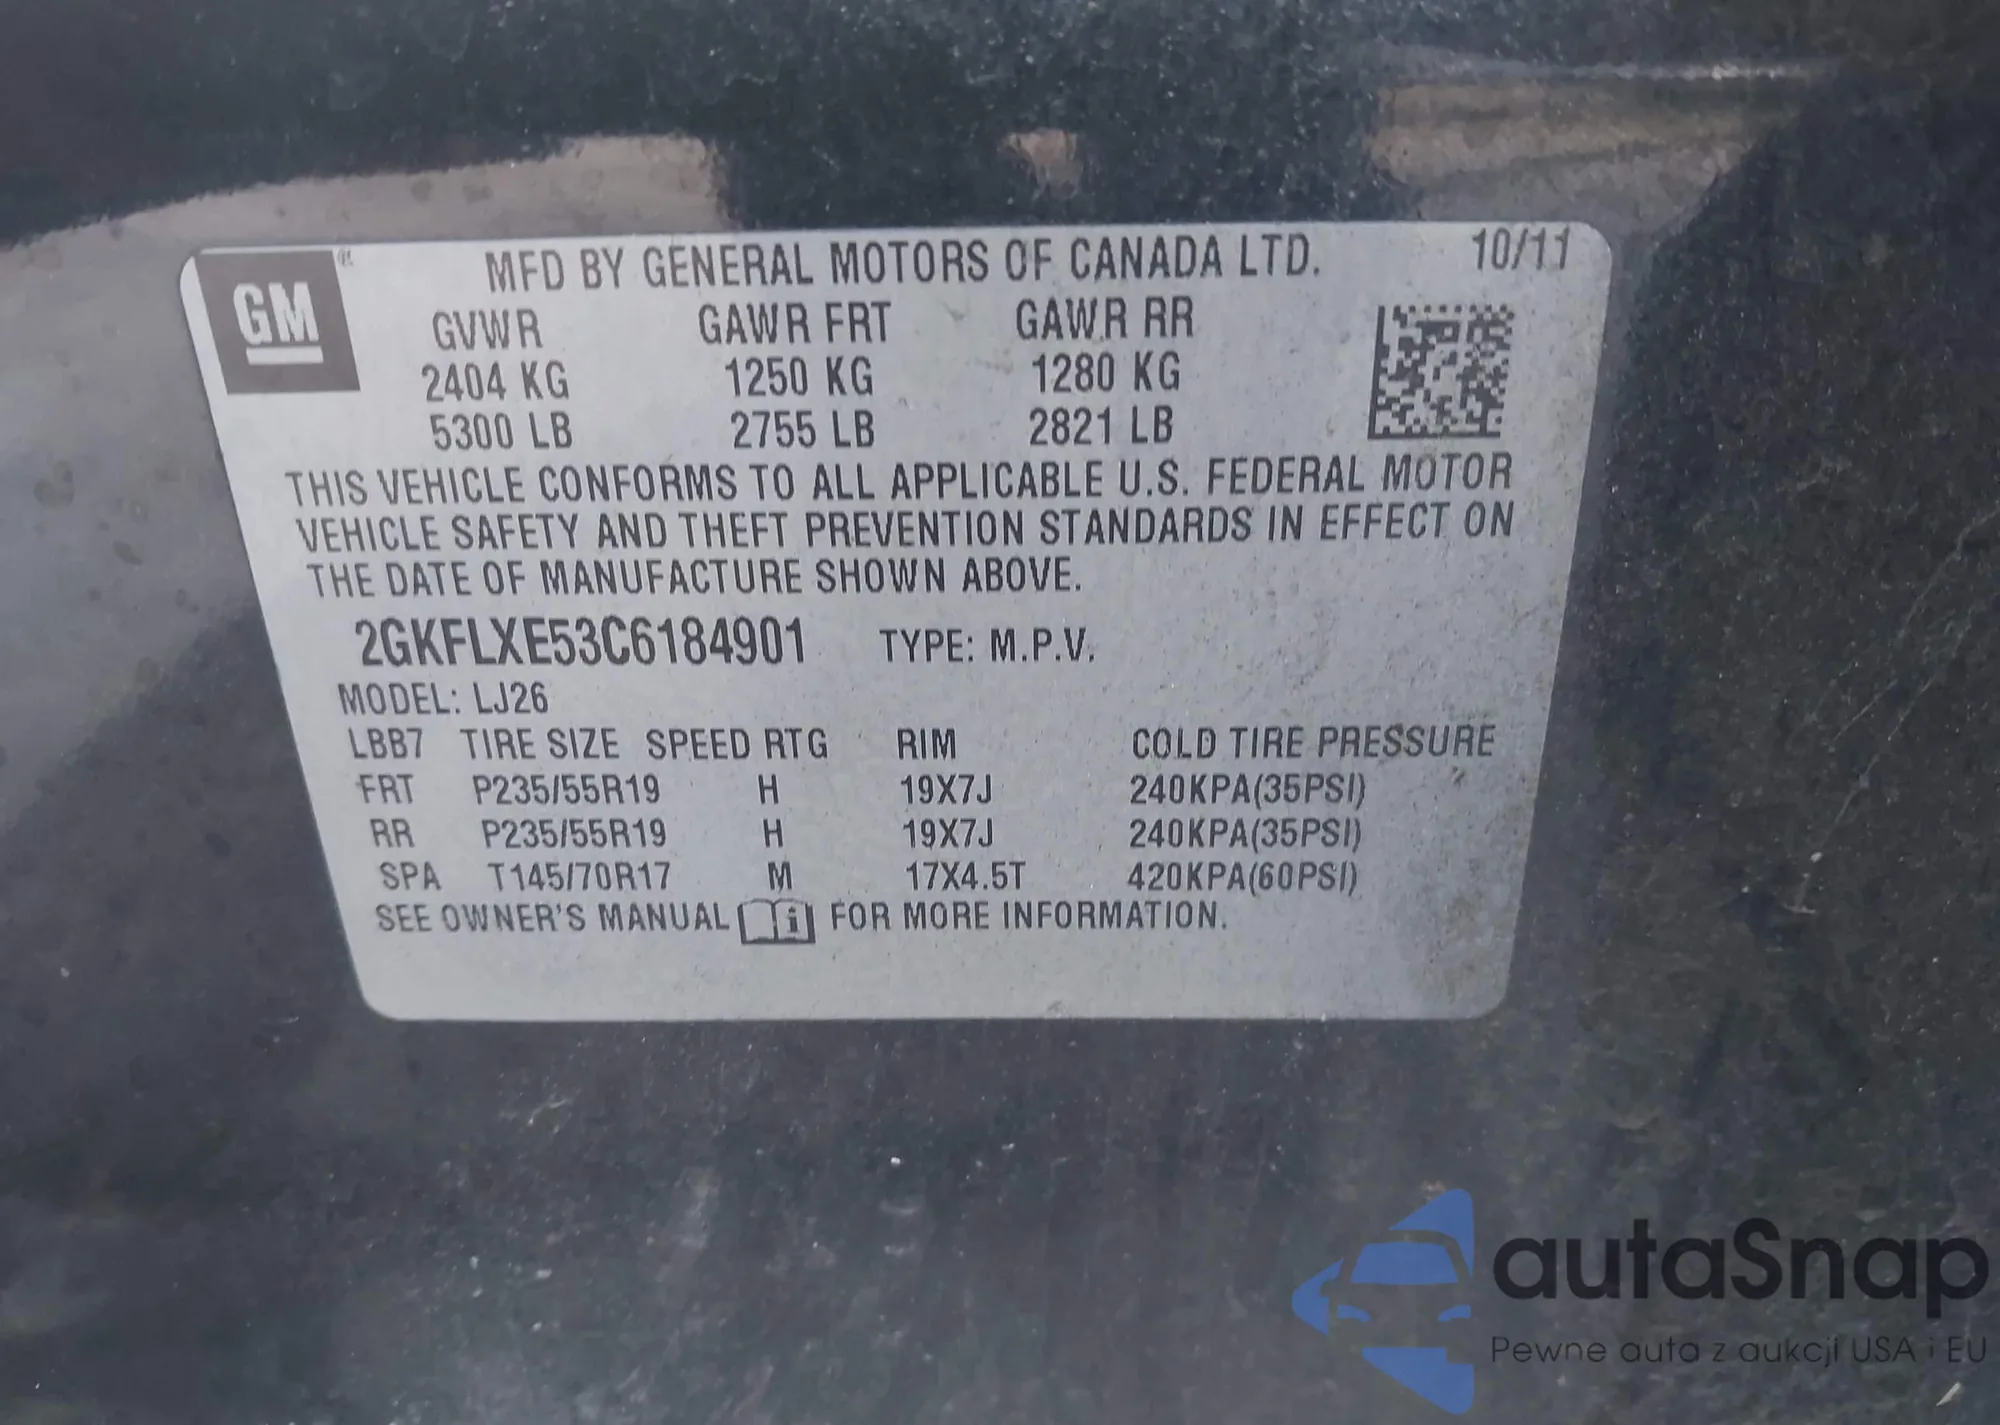 GM
®
MFD BY GENERAL MOTORS OF CANADA LTD. 10/11
GVWR GAWR FRT GAWR RR
2404 KG 1250 KG 1280 KG
5300 LB 2755 LB 2821 LB
THIS VEHICLE CONFORMS TO ALL APPLICABLE U.S. FEDERAL MOTOR
VEHICLE SAFETY AND THEFT PREVENTION STANDARDS IN EFFECT ON
THE DATE OF MANUFACTURE SHOWN ABOVE.
2GKFLXE53C6184901 TYPE: M.P.V.
MODEL: LJ26
LBB7 TIRE SIZE SPEED RTG RIM COLD TIRE PRESSURE
FRT P235/55R19 H 19X7J 240KPA(35PSI)
RR P235/55R19 H 19X7J 240KPA(35PSI)
SPA T145/70R17 M 17X4.5T 420KPA(60PSI)
SEE OWNER'S MANUAL i FOR MORE INFORMATION.
autaSnap
Pewne auta z aukcji USA i EU